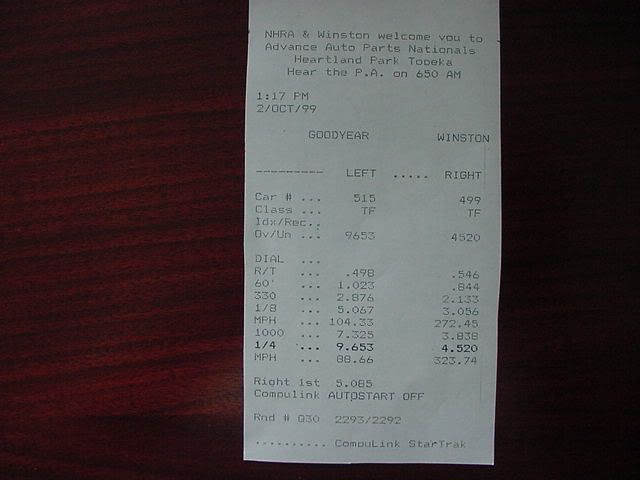 NHRA & Winston welcome you to
Advance Auto Parts Nationals
Heartland Park Topeka
Hear the P.A. on 650 AM
1:17 PM
2/OCT/99
GOODYEAR WINSTON
--------- LEFT ..... RIGHT
Car # ... 515 499
Class ... TF TF
Idx/Rec..
Ov/Un ... 9653 4520
DIAL ...
R/T ... .498 .546
60' ... 1.023 .844
330 ... 2.876 2.133
1/8 ... 5.067 3.056
MPH ... 104.33 272.45
1000 ... 7.325 3.838
1/4 ... 9.653 4.520
MPH ... 88.66 323.74
Right 1st 5.085
Compulink AUTOSTART OFF
Rnd # Q30 2293/2292
.......... CompuLink StarTrak